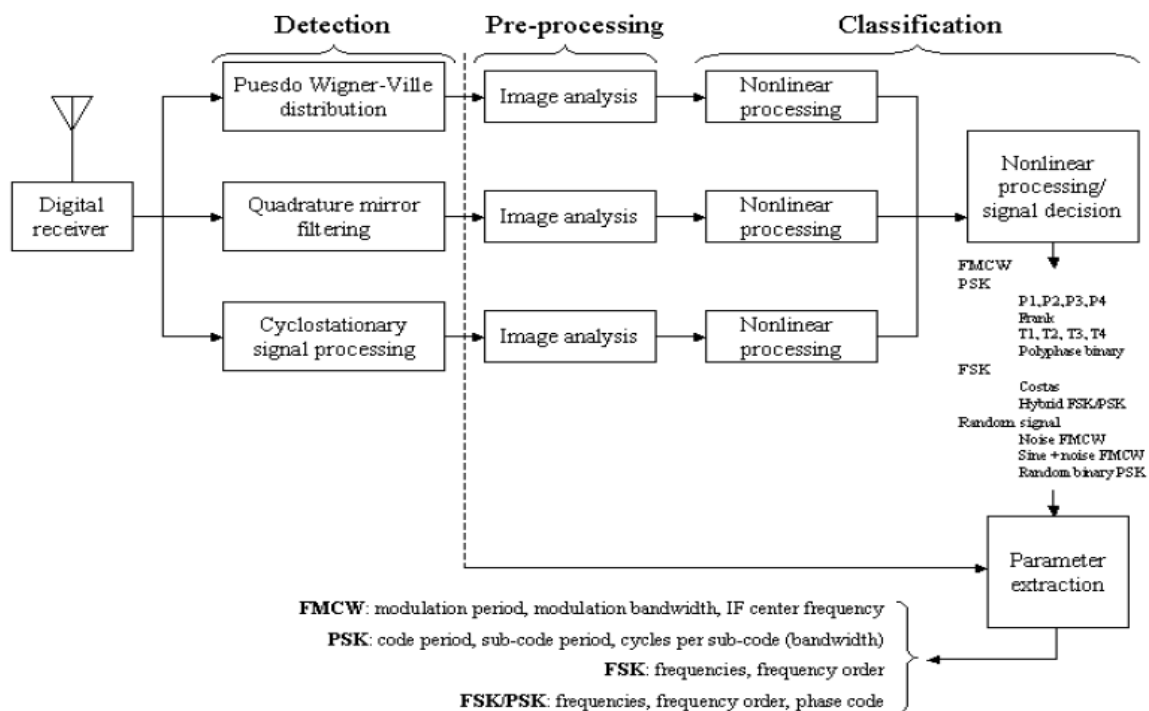 Detection
Pre-processing
Classification
Puesdo Wigner-Ville
distribution
Image analysis
Nonlinear
processing
Digital
receiver
Quadrature mirror
filtering
Image analysis
Nonlinear
processing
Nonlinear
processing/
signal decision
Cyclostationary
signal processing
Image analysis
Nonlinear
processing
FMCW
PSK
P1,P2,P3,P4
Frank
T1, T2, T3, T4
Polyphase binary
FSK
Costas
Hybrid FSK/PSK
Random signal
Noise FMCW
Sine +noise FMCW
Random binary PSK
Parameter
extraction
FMCW: modulation period, modulation bandwidth, IF center frequency
PSK: code period, sub-code period, cycles per sub-code (bandwidth)
FSK: frequencies, frequency order
FSK/PSK: frequencies, frequency order, phase code